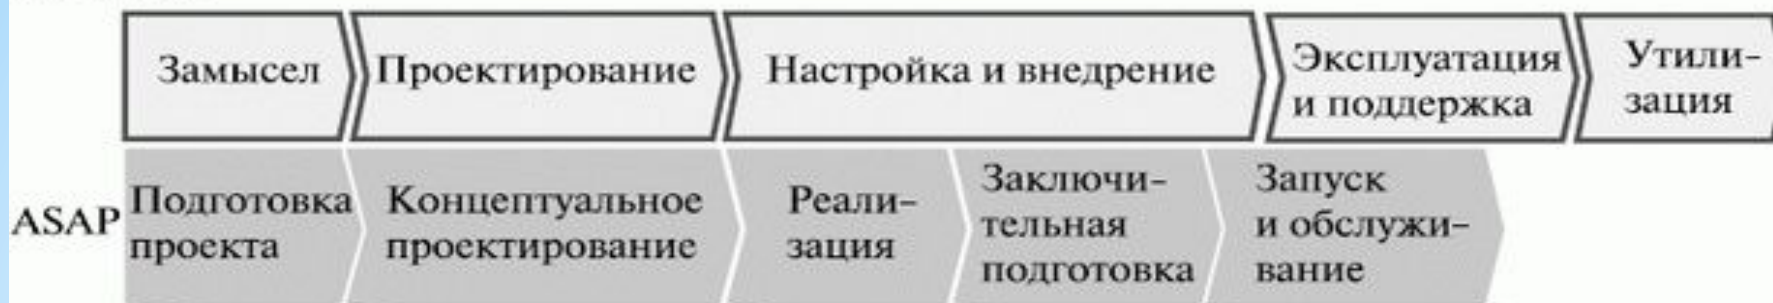 Замысел
Проектирование
Настройка и внедрение
Эксплуатация
и поддержка
Утили-
зация
ASAP
Подготовка
проекта
Концептуальное
проектирование
Реали-
зация
Заключи-
тельная
подготовка
Запуск
и обслужи-
вание